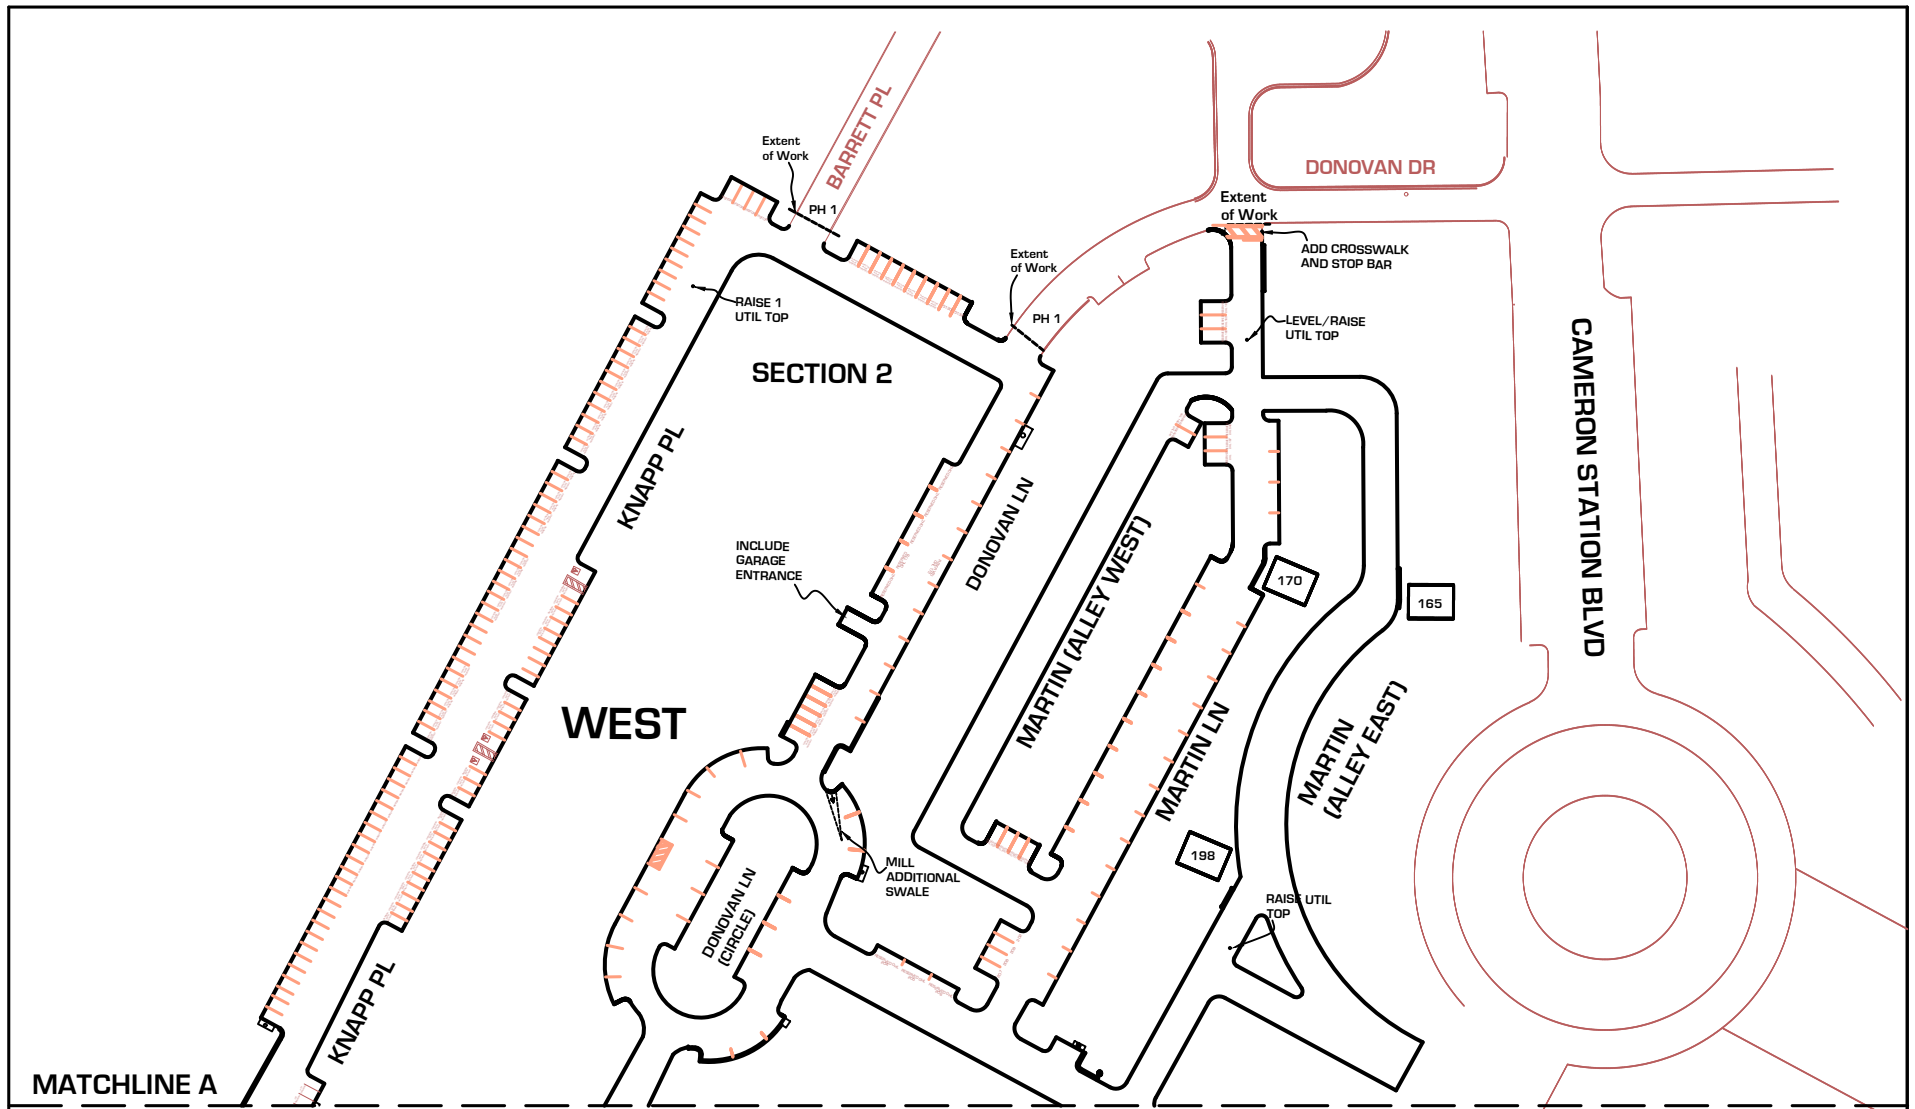 BARRETT PL
Extent
of Work
PH 1
DONOVAN DR
Extent
of Work
ADD CROSSWALK
AND STOP BAR
Extent
of Work
PH 1
RAISE 1
UTIL TOP
LEVEL/RAISE
UTIL TOP
SECTION 2
CAMERON STATION BLVD
KNAPP PL
DONOVAN LN
INCLUDE
GARAGE
ENTRANCE
MARTIN (ALLEY WEST)
170
165
WEST
MARTIN LN
MARTIN
(ALLEY EAST)
198
MILL
ADDITIONAL
SWALE
DONOVAN LN
(CIRCLE)
RAISE UTIL
TOP
KNAPP PL
MATCHLINE A